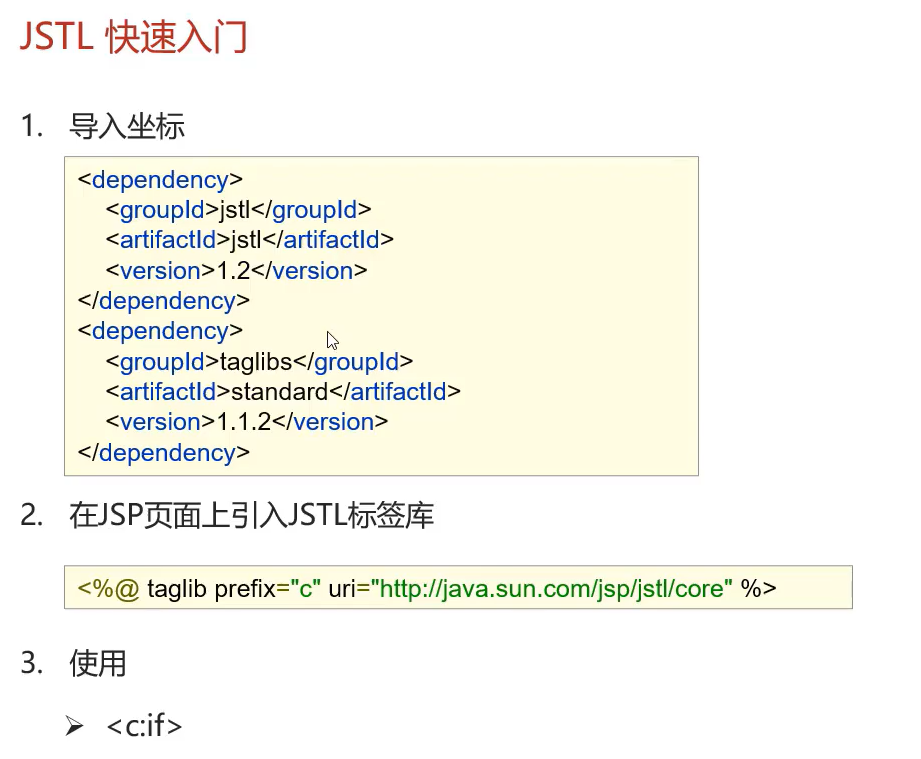 JSTL 快速入门
1. 导入坐标
<dependency>
<groupId>jstl</groupId>
<artifactId>jstl</artifactId>
<version>1.2</version>
</dependency>
<dependency>
<groupId>taglibs</groupId>
<artifactId>standard</artifactId>
<version>1.1.2</version>
</dependency>
2. 在JSP页面上引入JSTL标签库
<%@ taglib prefix="c" uri="http://java.sun.com/jsp/jstl/core" %>
3. 使用
➢ <c:if>